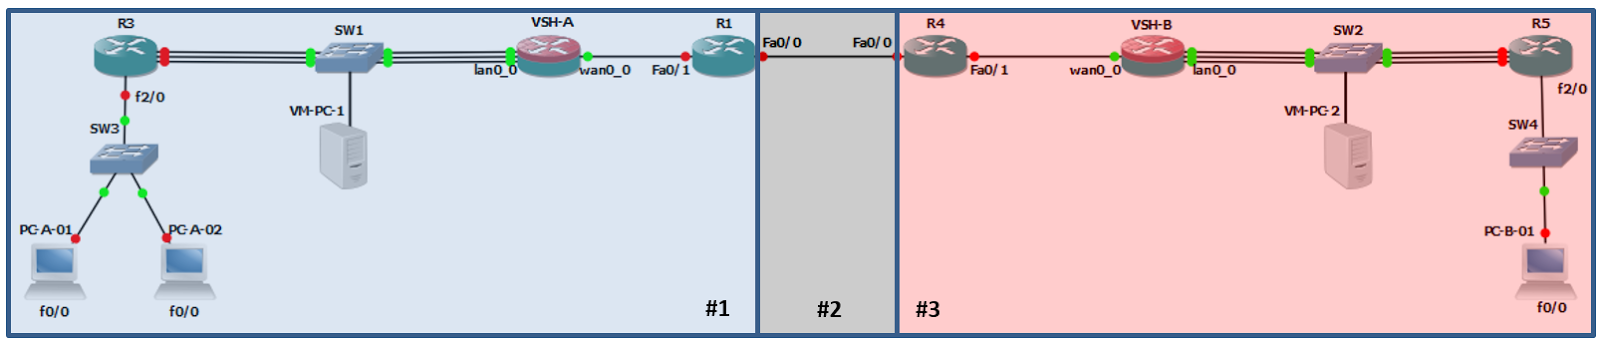 R3
SW1
VSH-A
R1
Fa0/0
Fa0/0
R4
VSH-B
SW2
R5
lan0_0
wan0_0
Fa0/1
Fa0/1
wan0_0
lan0_0
f2/0
f2/0
VM-PC-1
VM-PC-2
SW3
SW4
PC-A-01
PC-A-02
PC-B-01
f0/0
f0/0
f0/0
#1
#2
#3